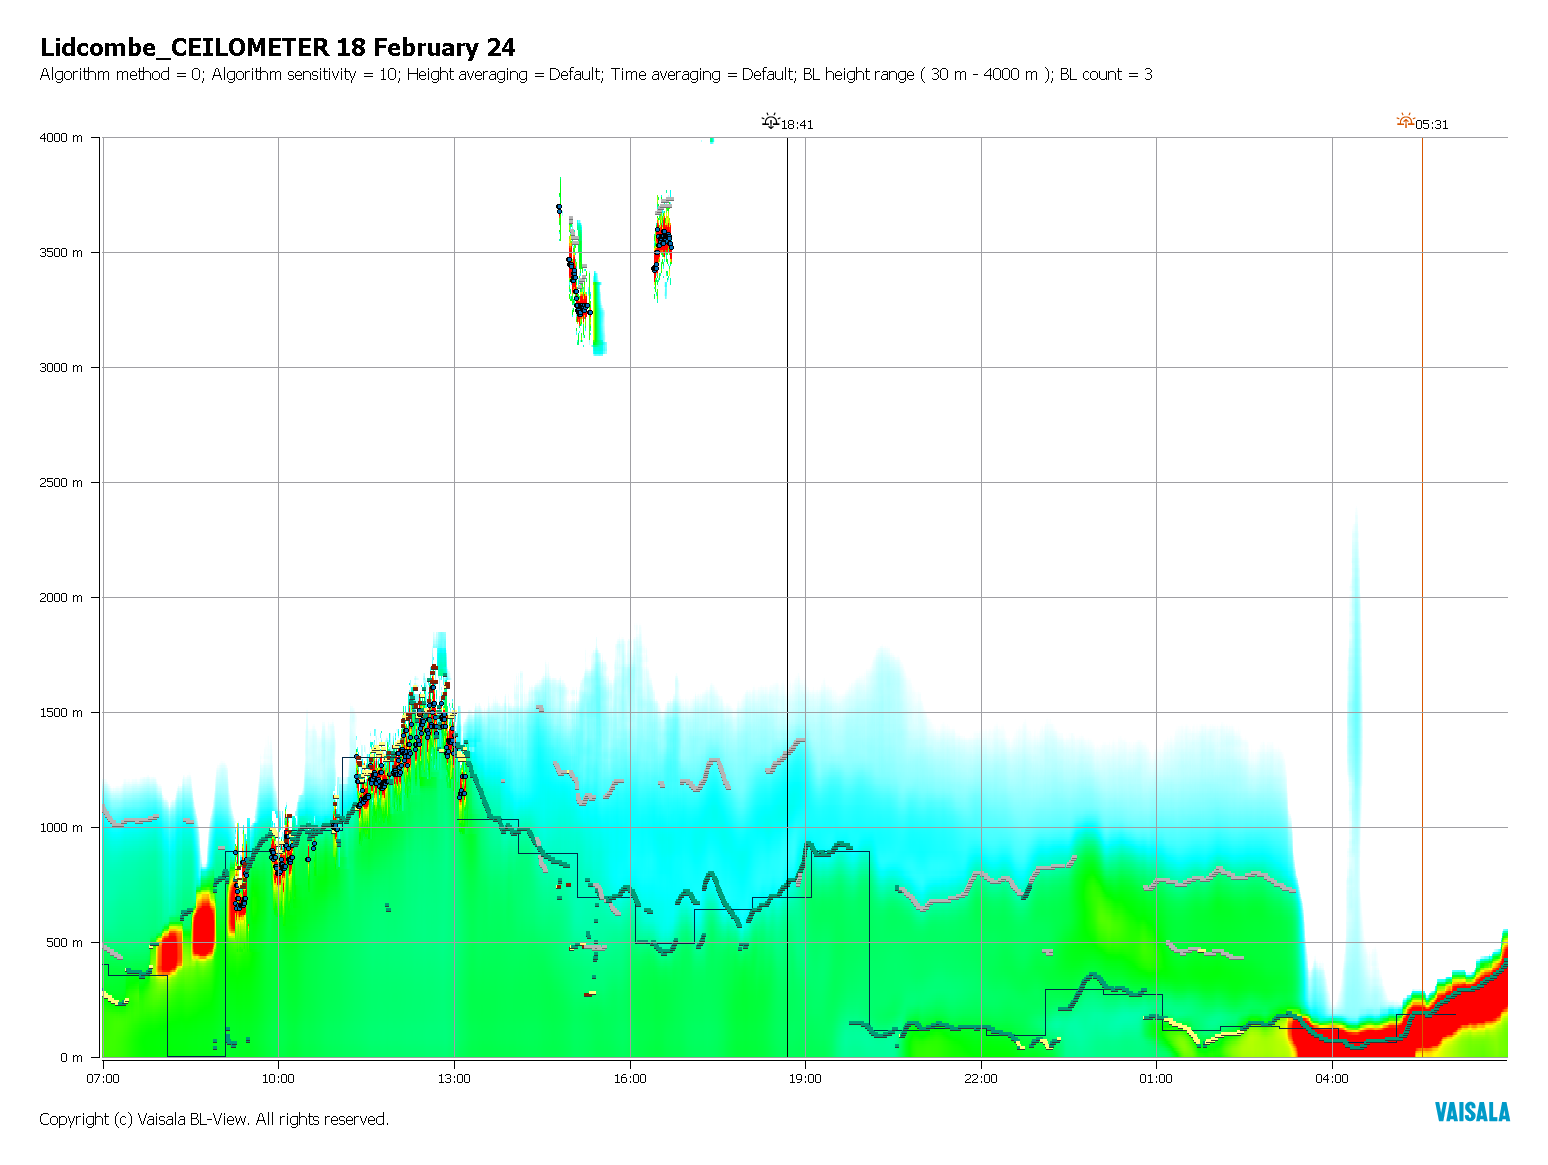 Lidcombe_CEILOMETER 18 February 24
Algorithm method = 0; Algorithm sensitivity = 10; Height averaging = Default; Time averaging = Default; BL height range ( 30 m - 4000 m ); BL count = 3
18:41
05:31
4000 m
3500 m
3000 m
2500 m
2000 m
1500 m
1000 m
500 m
0 m
07:00
10:00
13:00
16:00
19:00
22:00
01:00
04:00
Copyright (c) Vaisala BL-View. All rights reserved.
VAISALA